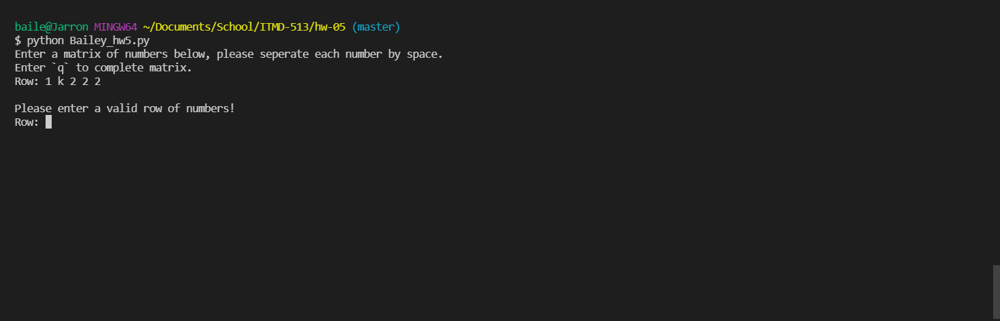 baile@Jarron MINGW64 ~/Documents/School/ITMD-513/hw-05 (master)
$ python Bailey_hw5.py
Enter a matrix of numbers below, please seperate each number by space.
Enter `q` to complete matrix.
Row: 1 k 2 2 2
Please enter a valid row of numbers!
Row: